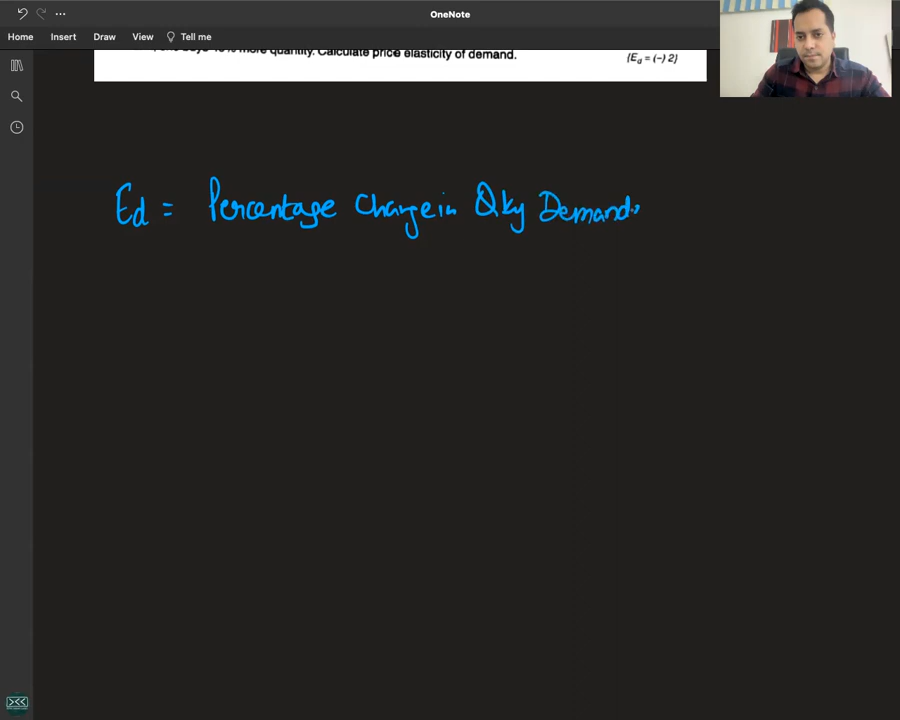 OneNote
Home Insert Draw View Tell me
more quantity. Calculate price elasticity of demand.
{Ed = (–) 2}
Ed = Percentage Change in Qty Demand